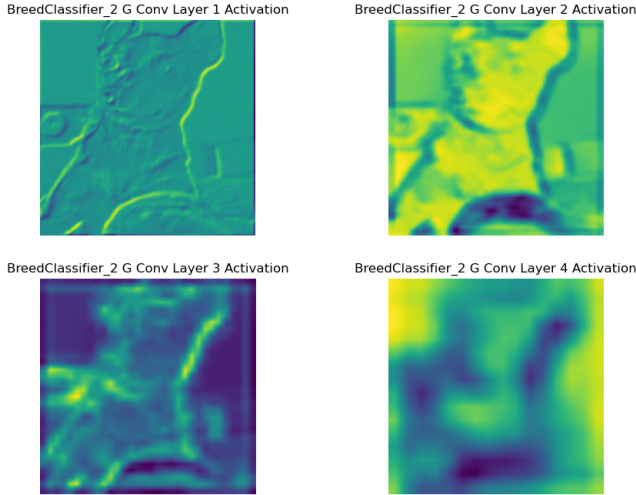 BreedClassifier_2 G Conv Layer 1 Activation
BreedClassifier_2 G Conv Layer 2 Activation
BreedClassifier_2 G Conv Layer 3 Activation
BreedClassifier_2 G Conv Layer 4 Activation